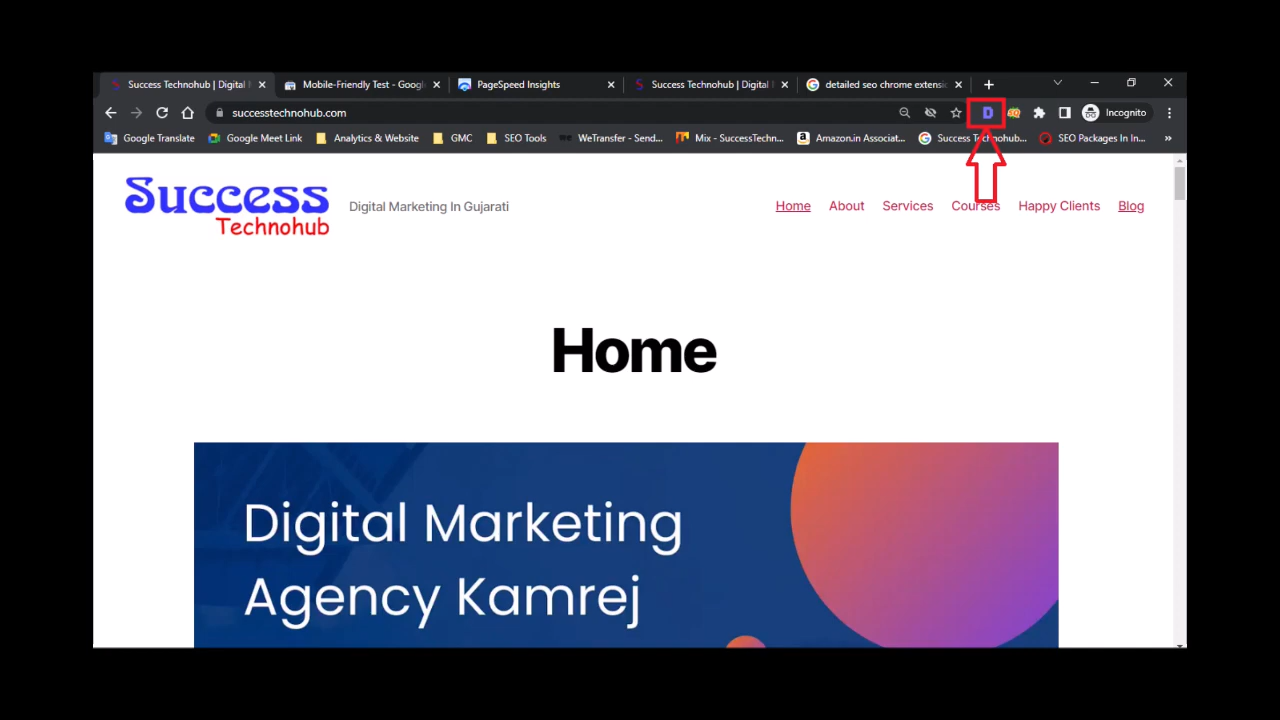 Success Technohub | Digital
Mobile-Friendly Test - Googl
PageSpeed Insights
Success Technohub | Digital
detailed seo chrome extensic
successtechnohub.com
D
SQ
Incognito
Google Translate
Google Meet Link
Analytics & Website
GMC
SEO Tools
WeTransfer - Send...
Mix - SuccessTechn...
Amazon.in Associat...
Success Technohub...
SEO Packages In In...
»
Success
Technohub
Digital Marketing In Gujarati
Home
About
Services
Courses
Happy Clients
Blog
Home
Digital Marketing
Agency Kamrej